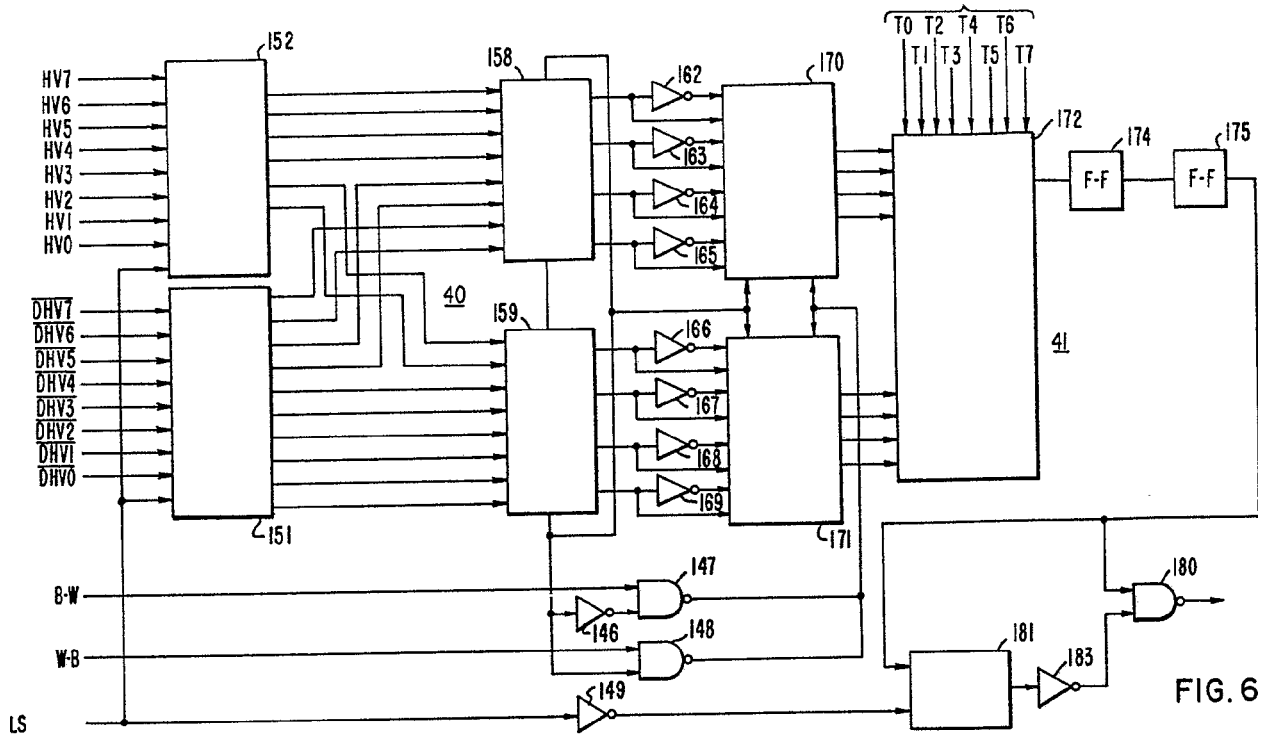 T0 T2 T4 T6
T1 T3 T5 T7
152
158
162
170
172
174
175
HV7
HV6
HV5
HV4
HV3
HV2
HV1
HV0
163
164
165
F-F
F-F
40
159
166
41
DHV7
DHV6
DHV5
DHV4
DHV3
DHV2
DHV1
DHV0
167
168
169
151
171
B-W
147
146
180
W-B
148
181
183
149
LS
FIG. 6